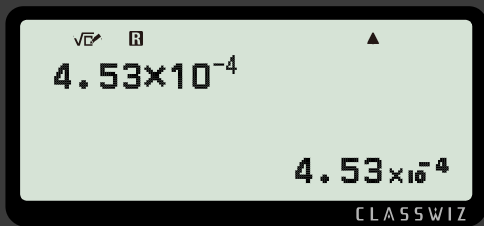 √▱ R ▲
4.53×10⁻⁴
4.53×10⁻⁴
CLASSWIZ